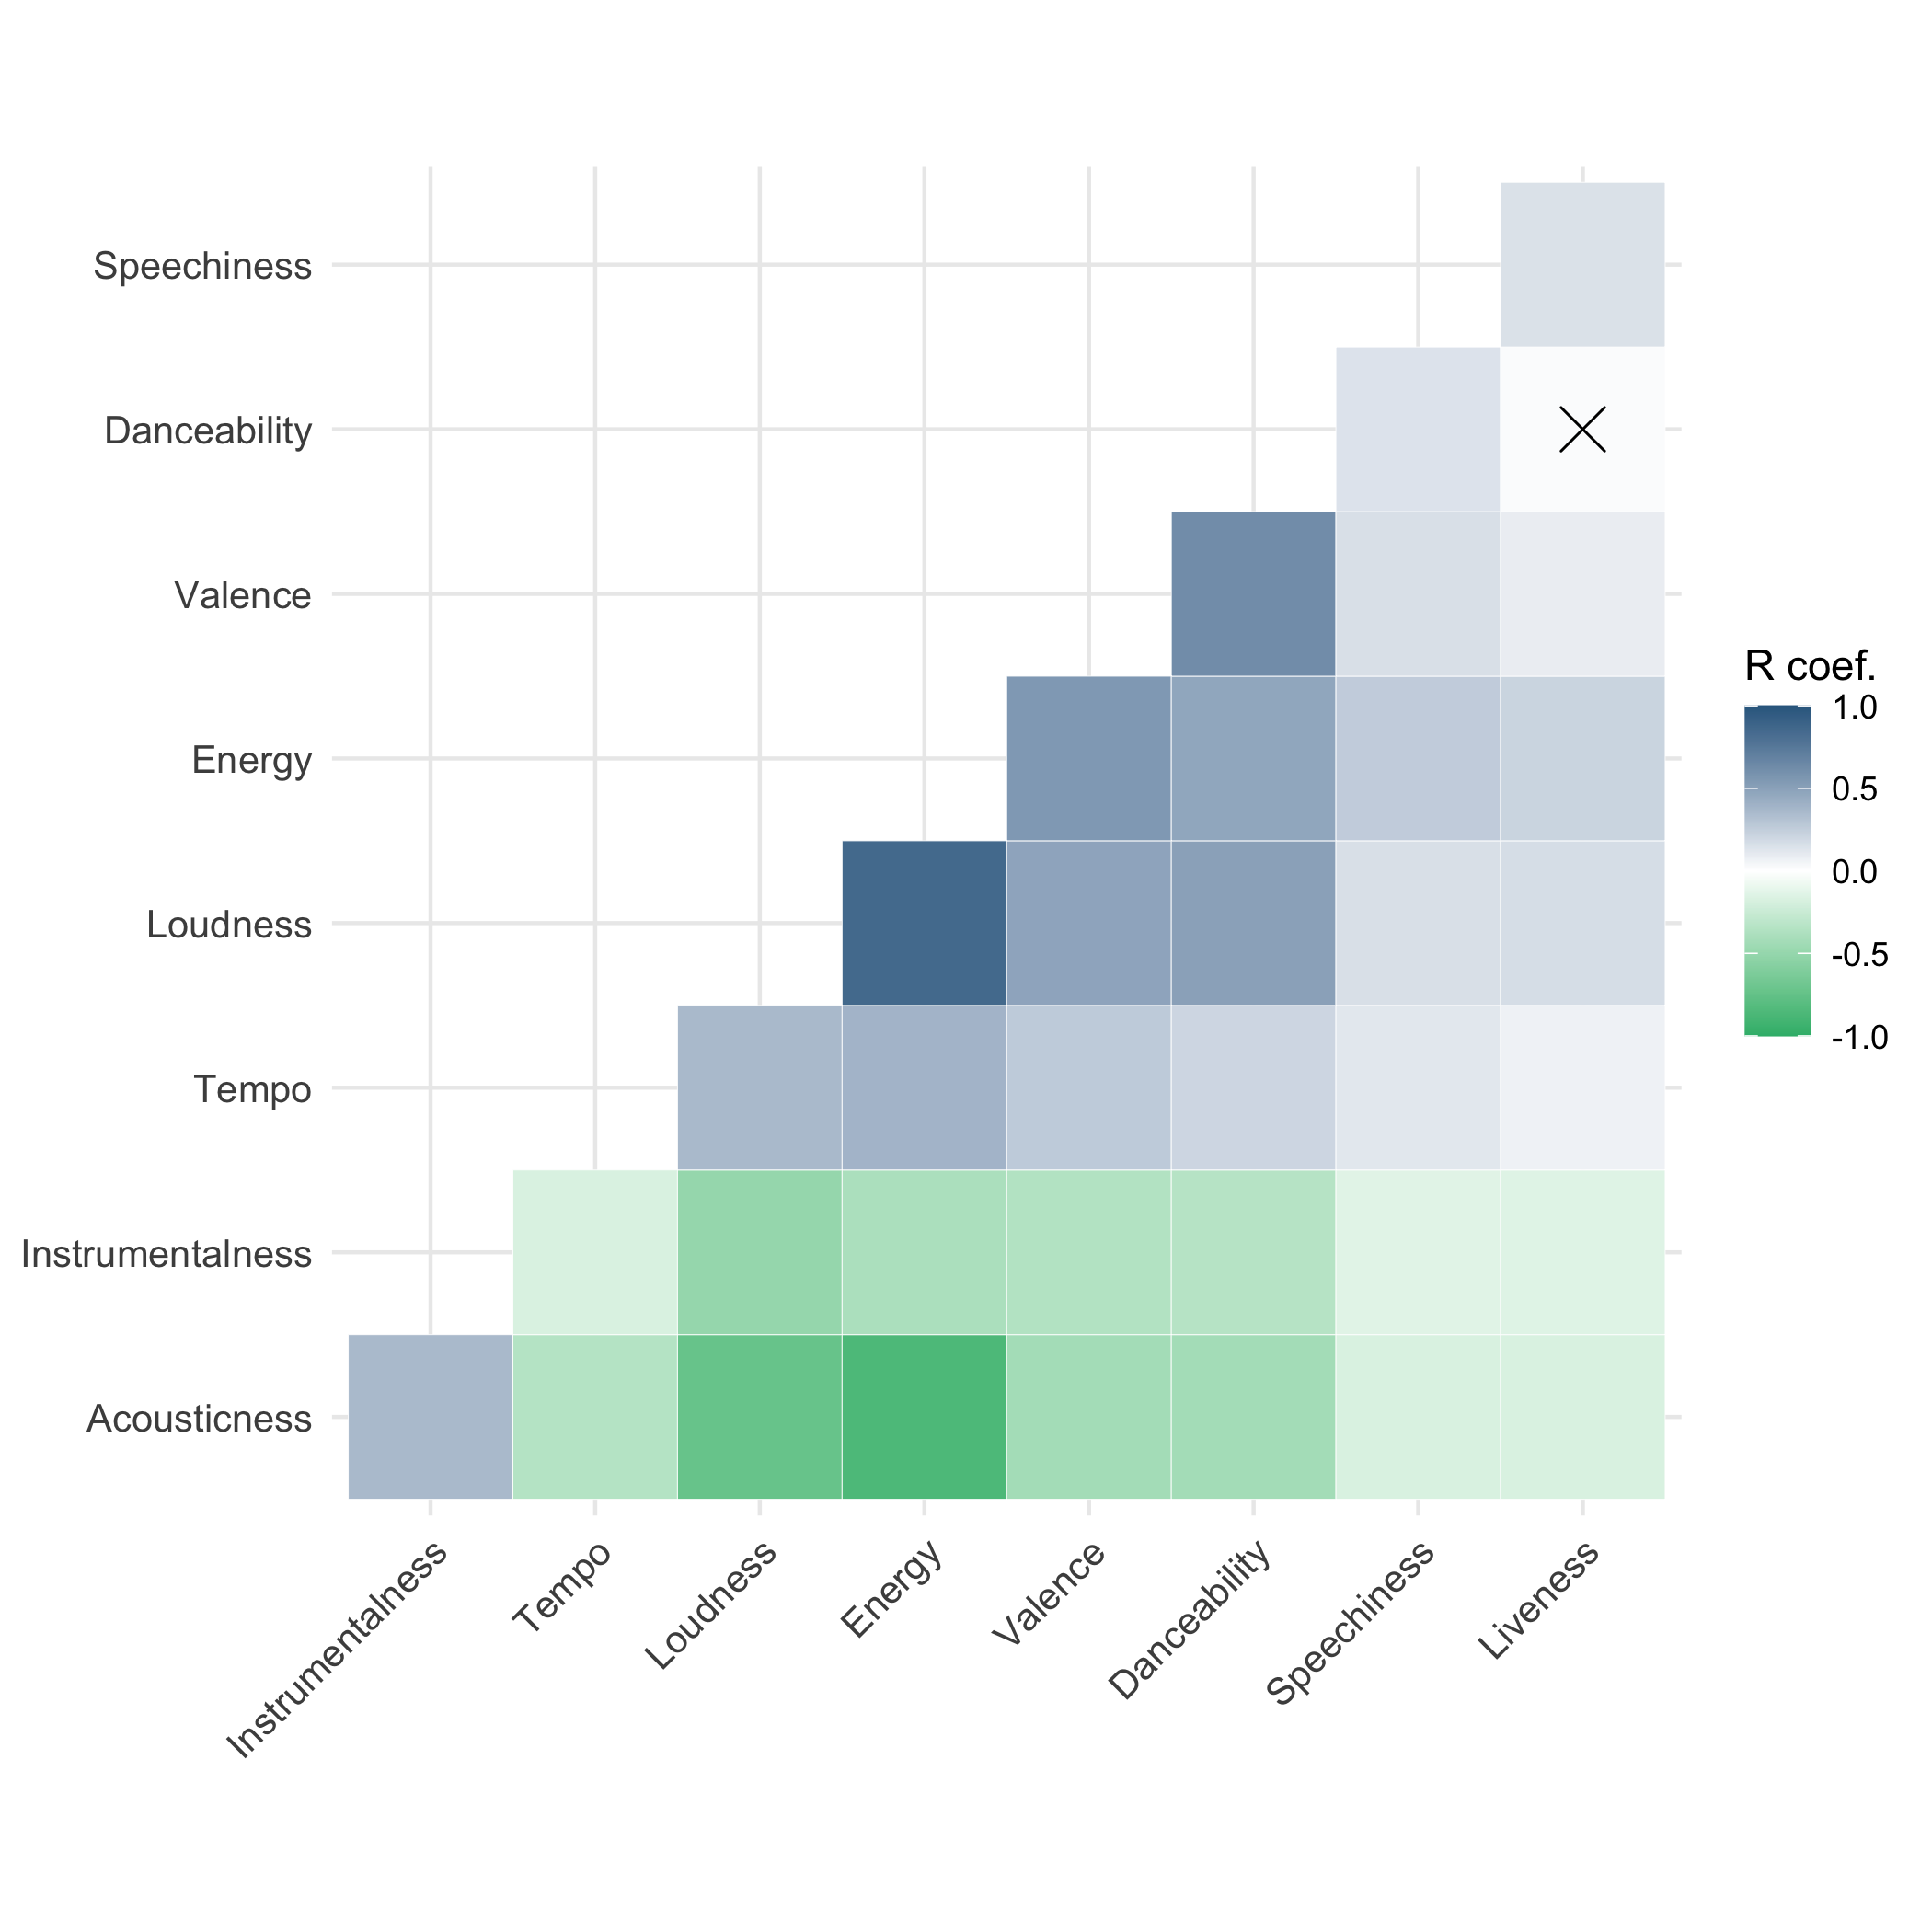 Speechiness
Danceability
Valence
Energy
Loudness
Tempo
Instrumentalness
Acousticness
Instrumentalness
Tempo
Loudness
Energy
Valence
Danceability
Speechiness
Liveness
R coef.
1.0
0.5
0.0
-0.5
-1.0